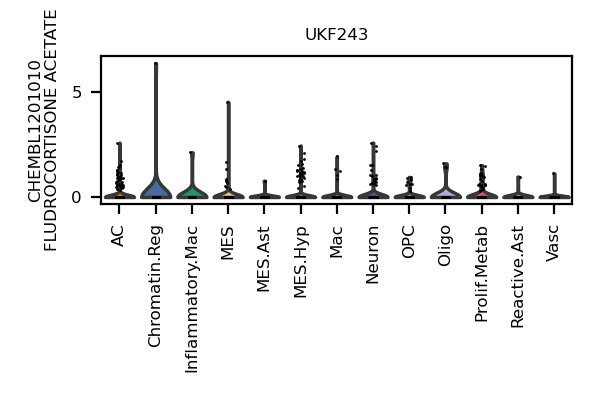 UKF243
CHEMBL1201010
FLUDROCORTISONE ACETATE
5
0
AC
Chromatin.Reg
Inflammatory.Mac
MES
MES.Ast
MES.Hyp
Mac
Neuron
OPC
Oligo
Prolif.Metab
Reactive.Ast
Vasc